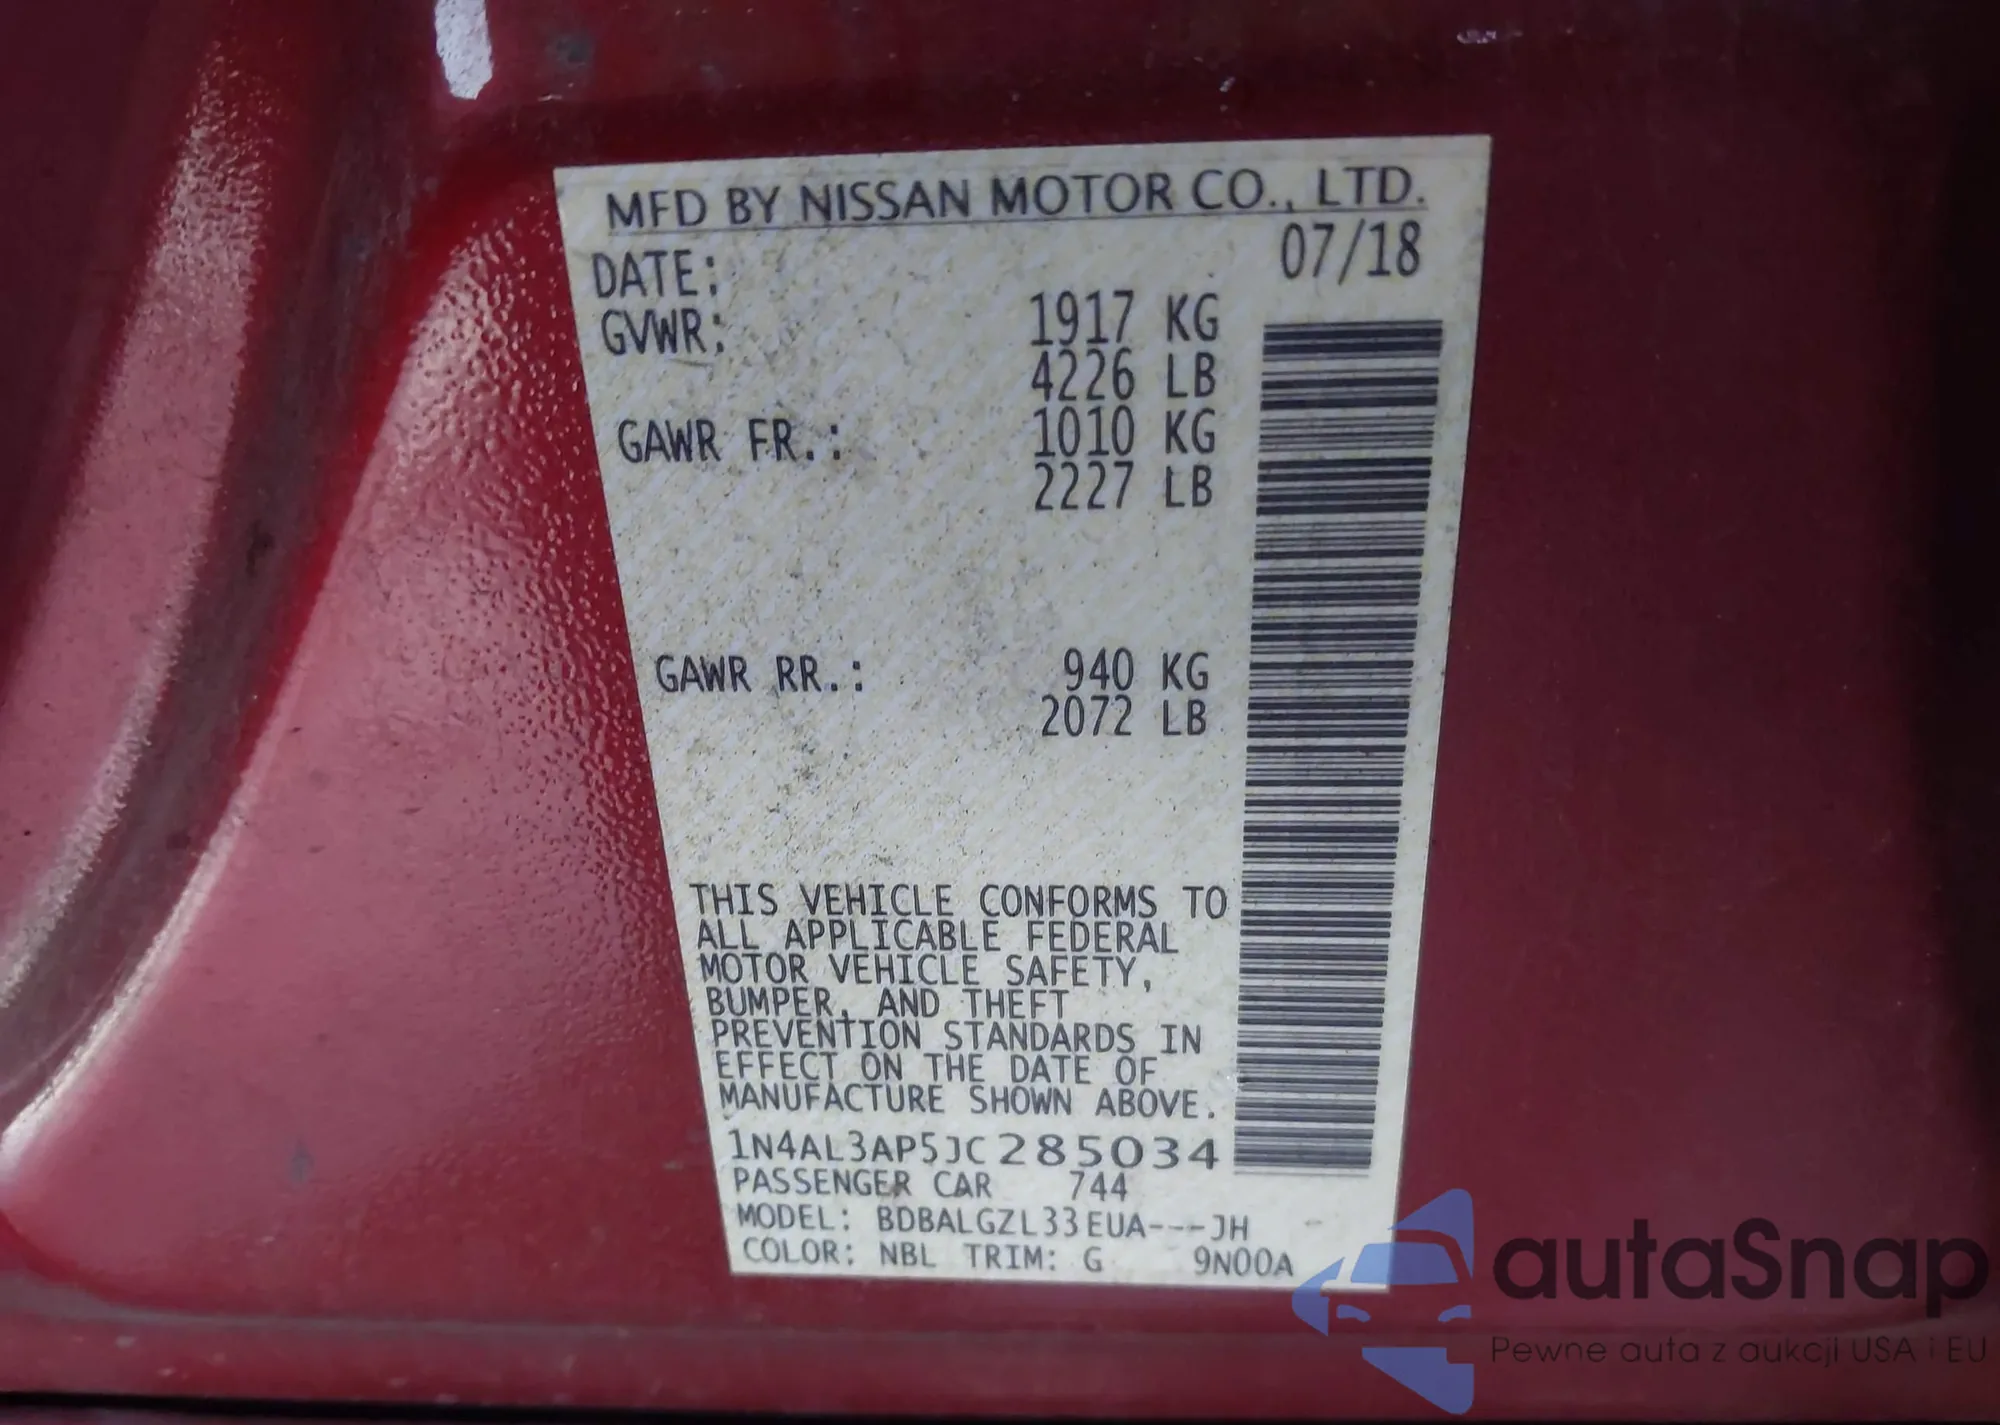 MFD BY NISSAN MOTOR CO., LTD.
DATE: 07/18
GVWR: 1917 KG
4226 LB
GAWR FR.: 1010 KG
2227 LB
GAWR RR.: 940 KG
2072 LB
THIS VEHICLE CONFORMS TO
ALL APPLICABLE FEDERAL
MOTOR VEHICLE SAFETY,
BUMPER, AND THEFT
PREVENTION STANDARDS IN
EFFECT ON THE DATE OF
MANUFACTURE SHOWN ABOVE.
1N4AL3AP5JC285034
PASSENGER CAR 744
MODEL: BDBALGZL33EUA---JH -
COLOR: NBL TRIM: G 9N00A
autaSnap
Pewne auta z aukcji USA i EU